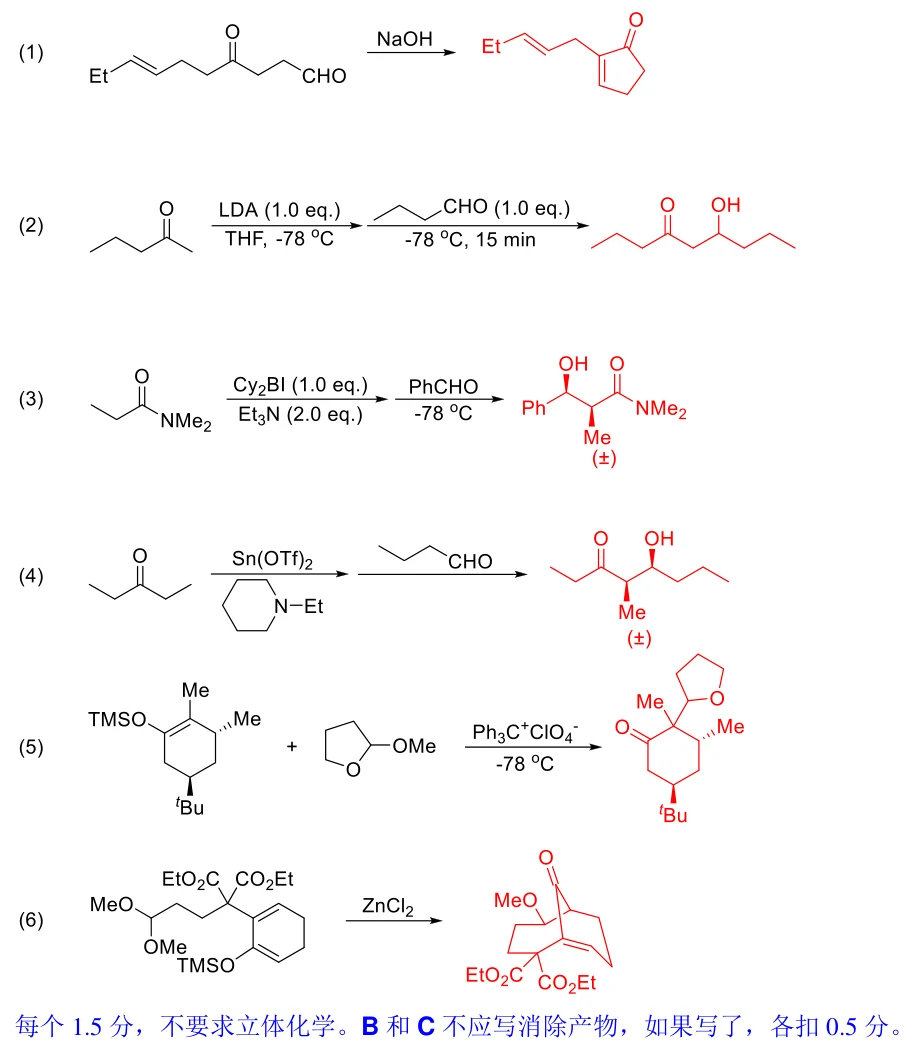 (1) Et O CHO NaOH Et O
(2) O LDA (1.0 eq.) THF, -78 °C CHO (1.0 eq.) -78 °C, 15 min O OH
(3) O NMe2 Cy2BI (1.0 eq.) Et3N (2.0 eq.) PhCHO -78 °C OH O Ph NMe2 Me (±)
(4) O Sn(OTf)2 N Et CHO O OH Me (±)
(5) TMSO Me Me tBu + O OMe Ph3C+ClO4- -78 °C O Me O Me tBu
(6) MeO OMe EtO2C CO2Et TMSO ZnCl2 O MeO EtO2C CO2Et
每个 1.5 分，不要求立体化学。B 和 C 不应写消除产物，如果写了，各扣 0.5 分。